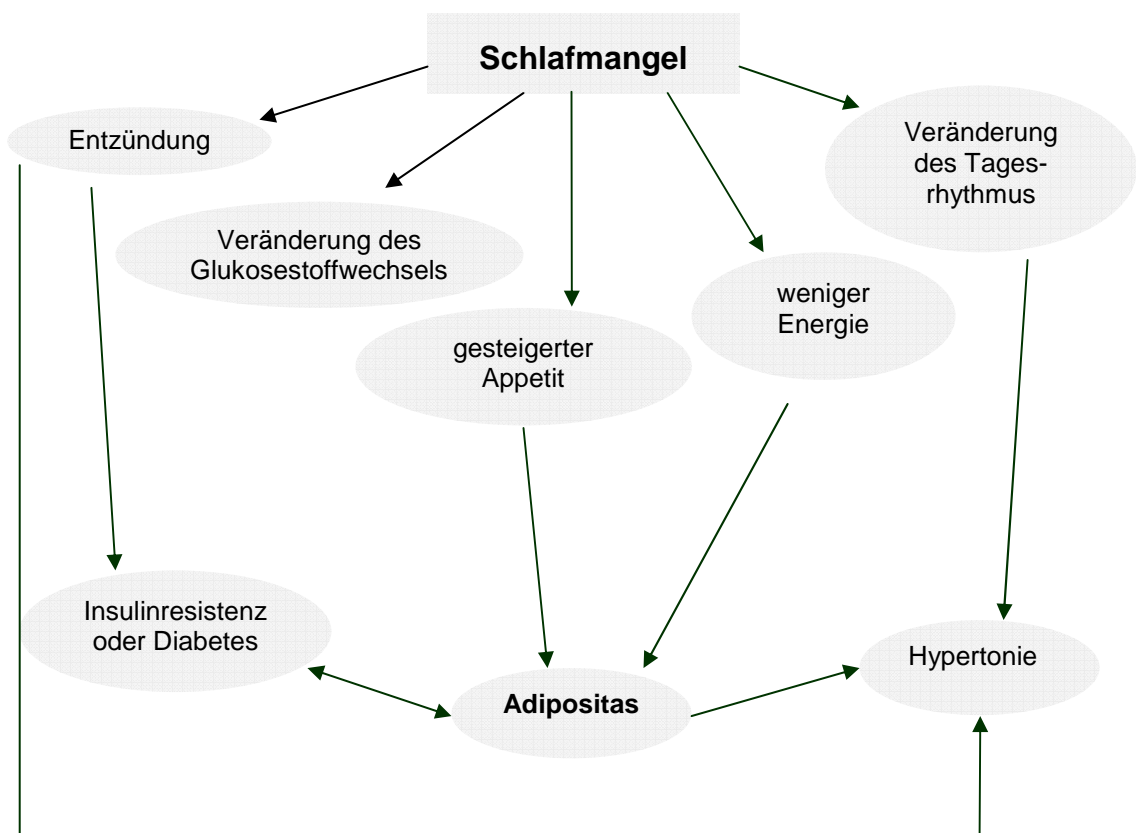 Schlafmangel
Entzündung
Veränderung
des Tages-
rhythmus
Veränderung des
Glukosestoffwechsels
weniger
Energie
gesteigerter
Appetit
Insulinresistenz
oder Diabetes
Adipositas
Hypertonie